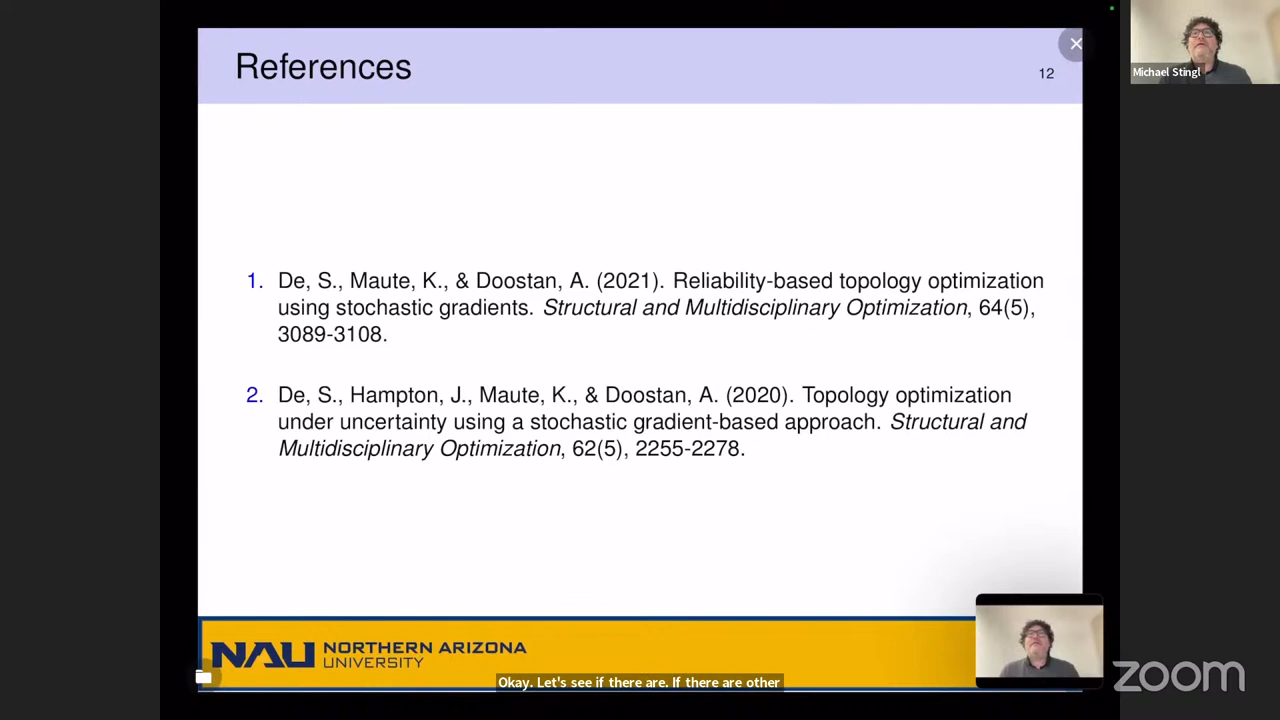 References
12
Michael Stingl
1. De, S., Maute, K., & Doostan, A. (2021). Reliability-based topology optimization
using stochastic gradients. Structural and Multidisciplinary Optimization, 64(5),
3089-3108.
2. De, S., Hampton, J., Maute, K., & Doostan, A. (2020). Topology optimization
under uncertainty using a stochastic gradient-based approach. Structural and
Multidisciplinary Optimization, 62(5), 2255-2278.
NAU NORTHERN ARIZONA
UNIVERSITY
Okay. Let's see if there are. If there are other
zoom